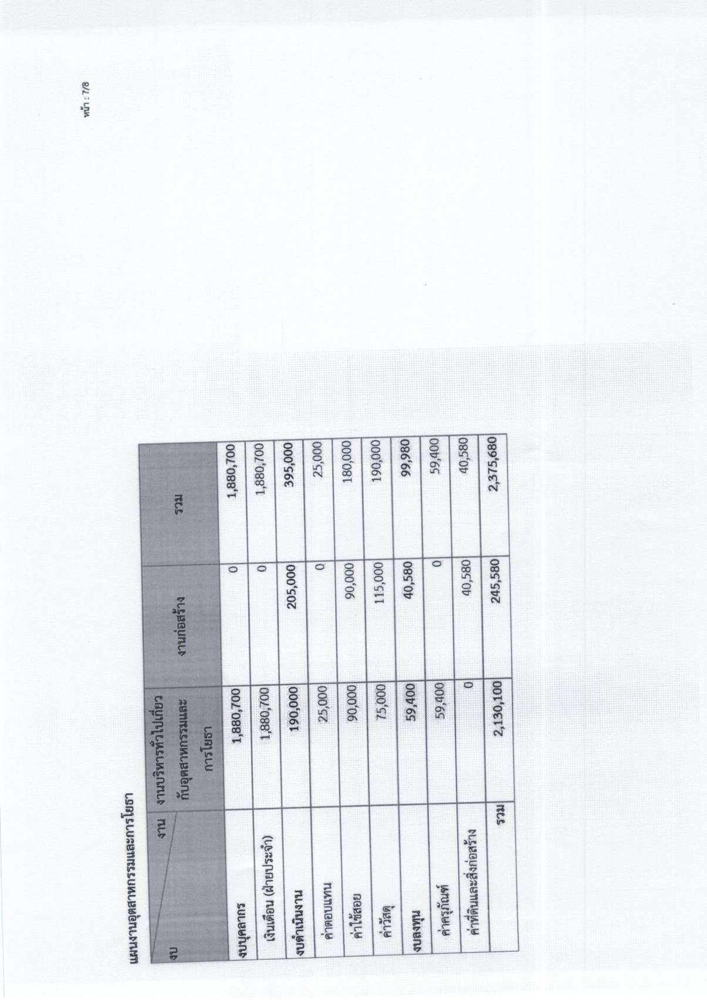 หน้า : 7/8
แผนงานอุตสาหกรรมและการโยธา
งบ งาน งานบริหารทั่วไปเกี่ยวกับอุตสาหกรรมและการโยธา งานก่อสร้าง รวม
งบบุคลากร 1,880,700 0 1,880,700
เงินเดือน (ฝ่ายประจำ) 1,880,700 0 1,880,700
งบดำเนินงาน 190,000 205,000 395,000
ค่าตอบแทน 25,000 0 25,000
ค่าใช้สอย 90,000 90,000 180,000
ค่าวัสดุ 75,000 115,000 190,000
งบลงทุน 59,400 40,580 99,980
ค่าครุภัณฑ์ 59,400 0 59,400
ค่าที่ดินและสิ่งก่อสร้าง 0 40,580 40,580
รวม 2,130,100 245,580 2,375,680